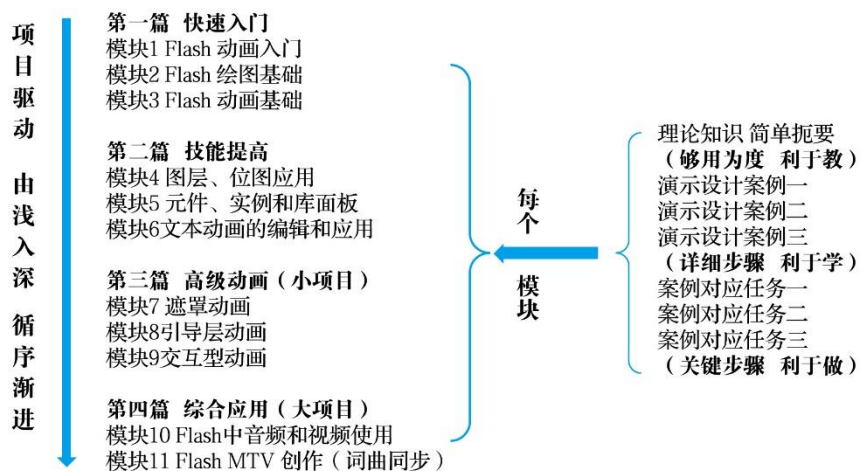 项目驱动 由浅入深 循序渐进
第一篇 快速入门
模块1 Flash 动画入门
模块2 Flash 绘图基础
模块3 Flash 动画基础
第二篇 技能提高
模块4 图层、位图应用
模块5 元件、实例和库面板
模块6文本动画的编辑和应用
第三篇 高级动画（小项目）
模块7 遮罩动画
模块8引导层动画
模块9交互型动画
第四篇 综合应用（大项目）
模块10 Flash中音频和视频使用
模块11 Flash MTV 创作（词曲同步）
每个模块
理论知识 简单扼要
（够用为度 利于教）
演示设计案例一
演示设计案例二
演示设计案例三
（详细步骤 利于学）
案例对应任务一
案例对应任务二
案例对应任务三
（关键步骤 利于做）